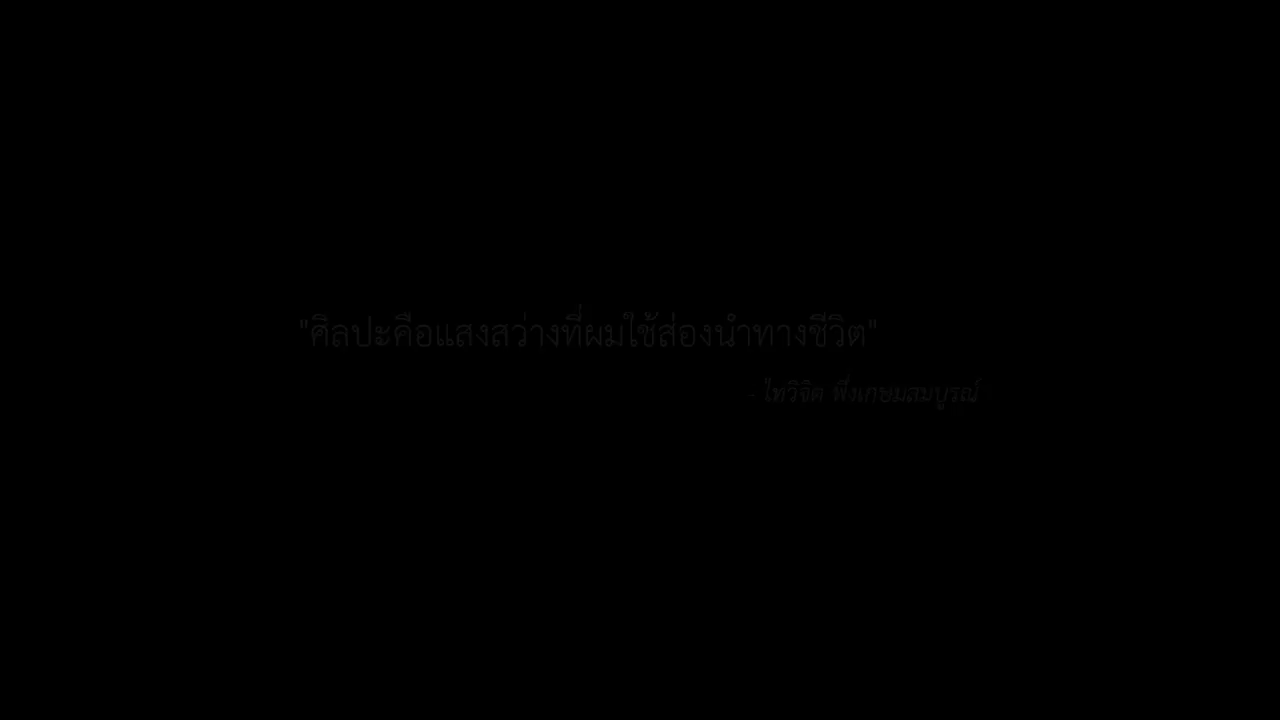 "ศิลปะคือแสงสว่างที่ผมใช้ส่องนำทางชีวิต"
- ไทวิจิต พึ่งเกษมสมบูรณ์ -